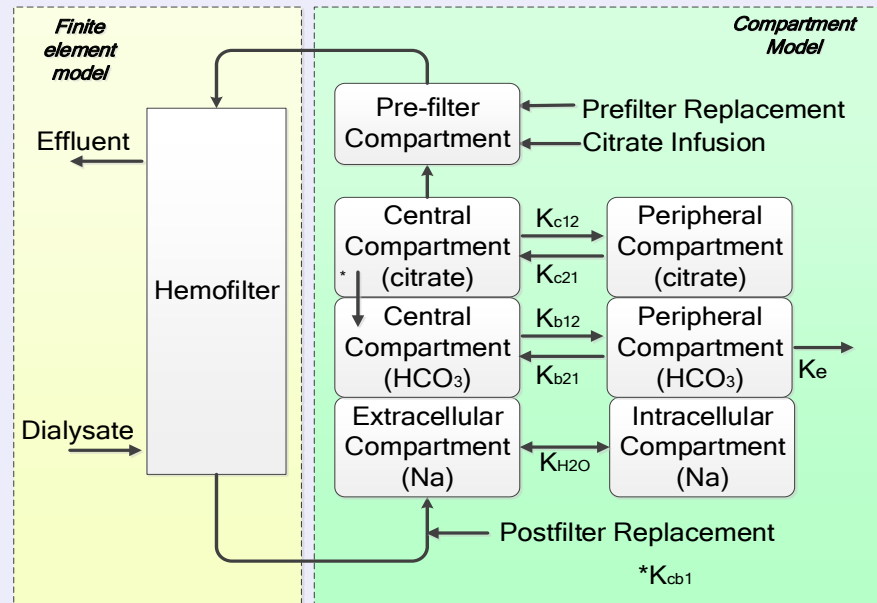 Finite
element
model
Compartment
Model
Pre-filter
Compartment
Prefilter Replacement
Citrate Infusion
Effluent
Hemofilter
Dialysate
Central
Compartment
(citrate)
*
Kc12
Kc21
Peripheral
Compartment
(citrate)
Central
Compartment
(HCO3)
Kb12
Kb21
Peripheral
Compartment
(HCO3)
Ke
Extracellular
Compartment
(Na)
KH2O
Intracellular
Compartment
(Na)
Postfilter Replacement
*Kcb1